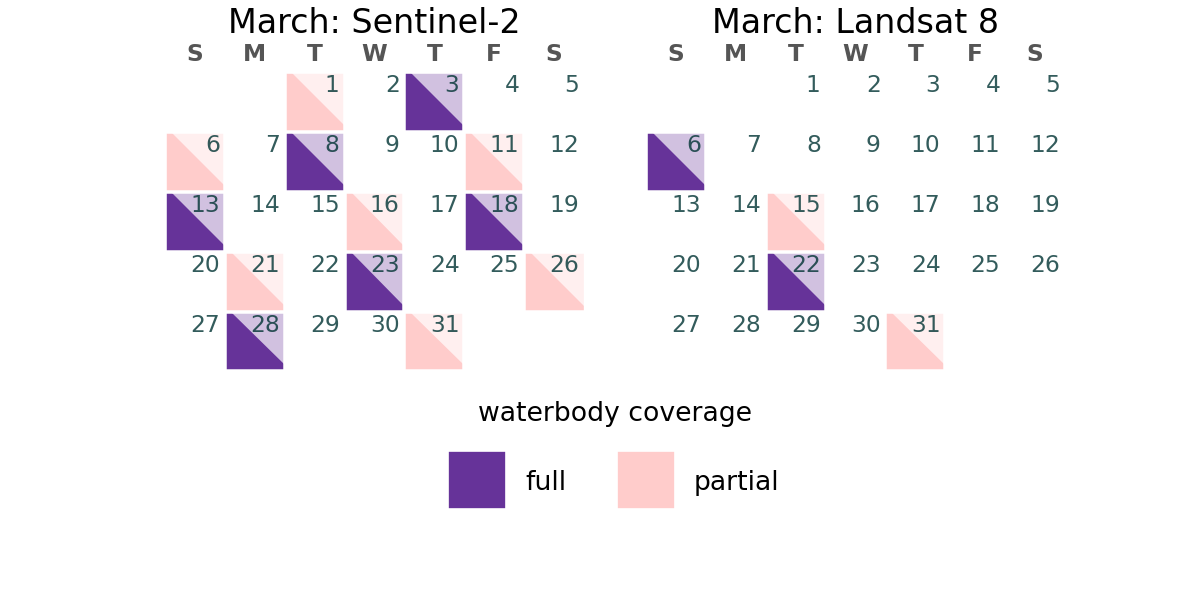 March: Sentinel-2
S M T W T F S
1 2 3 4 5
6 7 8 9 10 11 12
13 14 15 16 17 18 19
20 21 22 23 24 25 26
27 28 29 30 31
March: Landsat 8
S M T W T F S
1 2 3 4 5
6 7 8 9 10 11 12
13 14 15 16 17 18 19
20 21 22 23 24 25 26
27 28 29 30 31
waterbody coverage
full
partial